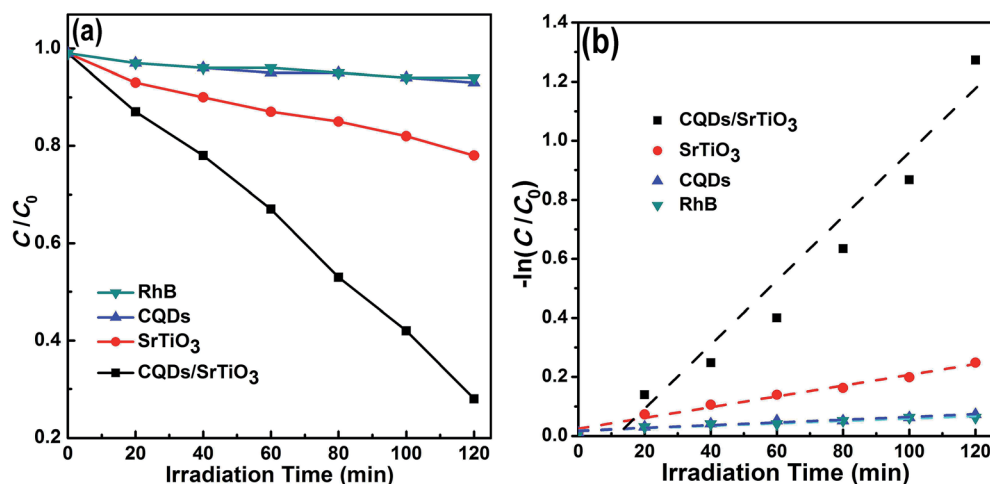 (a)
C/C0
1.0
0.8
0.6
0.4
0.2
RhB
CQDs
SrTiO3
CQDs/SrTiO3
0 20 40 60 80 100 120
Irradiation Time (min)
(b)
-ln(C/C0)
1.4
1.2
1.0
0.8
0.6
0.4
0.2
0.0
CQDs/SrTiO3
SrTiO3
CQDs
RhB
0 20 40 60 80 100 120
Irradiation Time (min)